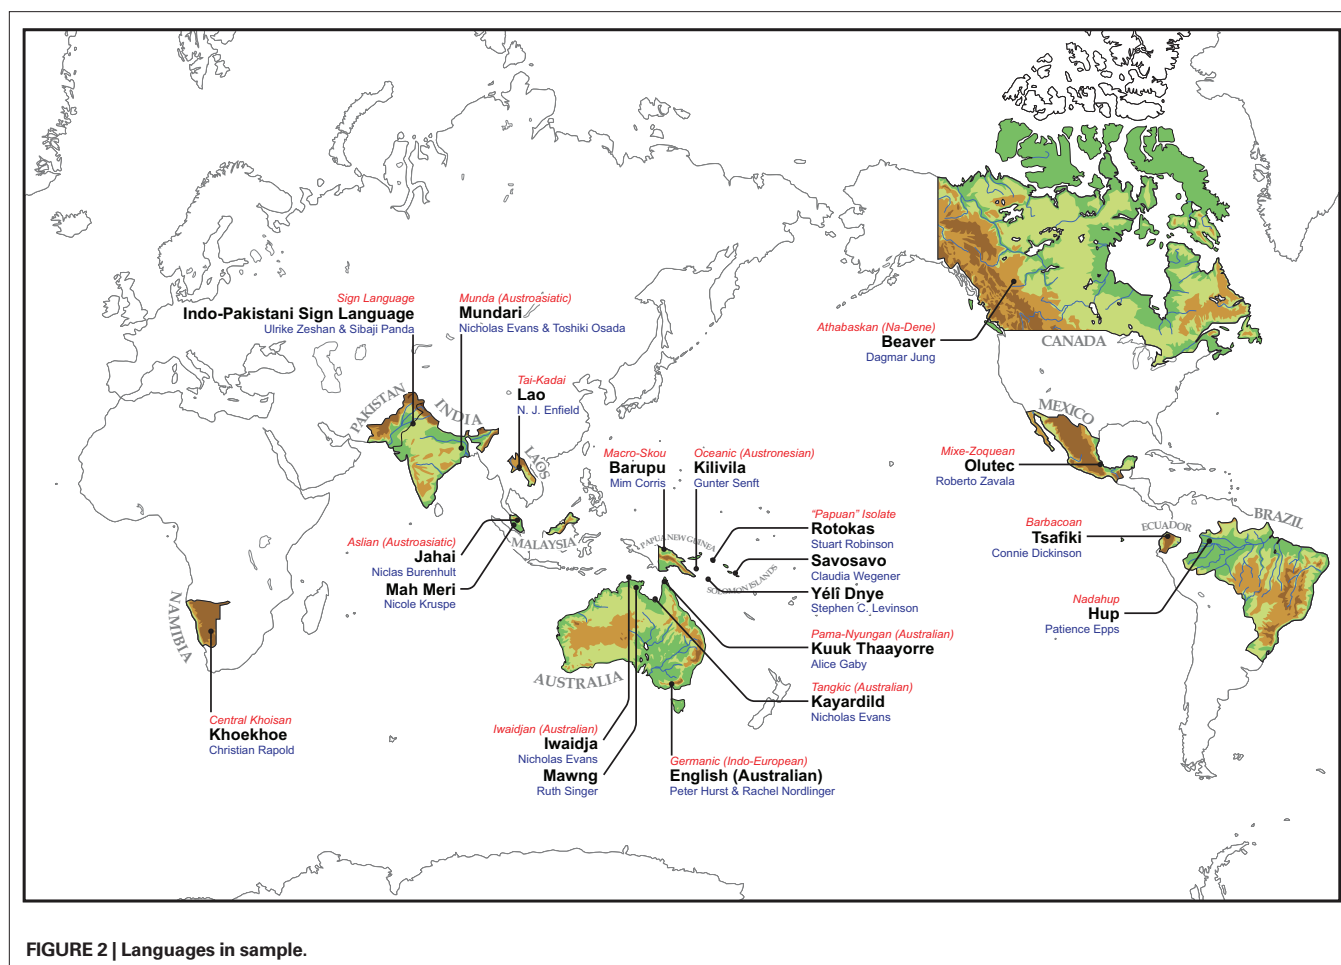 Sign Language
Indo-Pakistani Sign Language
Ulrike Zeshan & Sibaji Panda
Munda (Austroasiatic)
Mundari
Nicholas Evans & Toshiki Osada
Athabaskan (Na-Dene)
Beaver
Dagmar Jung
CANADA
Tai-Kadai
Lao
N. J. Enfield
PAKISTAN
INDIA
LAOS
MEXICO
Macro-Skou
Barupu
Mim Corris
Oceanic (Austronesian)
Kilivila
Gunter Senft
Mixe-Zoquean
Olutec
Roberto Zavala
"Papuan" Isolate
Rotokas
Stuart Robinson
Savosavo
Claudia Wegener
Yélî Dnye
Stephen C. Levinson
Barbacoan
Tsafiki
Connie Dickinson
ECUADOR
BRAZIL
Aslian (Austroasiatic)
Jahai
Niclas Burenhult
Mah Meri
Nicole Kruspe
MALAYSIA
PAPUA NEW GUINEA
SOLOMON ISLANDS
NAMIBIA
Nadahup
Hup
Patience Epps
Pama-Nyungan (Australian)
Kuuk Thaayorre
Alice Gaby
AUSTRALIA
Tangkic (Australian)
Kayardild
Nicholas Evans
Central Khoisan
Khoekhoe
Christian Rapold
Iwaidjan (Australian)
Iwaidja
Nicholas Evans
Mawng
Ruth Singer
Germanic (Indo-European)
English (Australian)
Peter Hurst & Rachel Nordlinger
FIGURE 2 | Languages in sample.